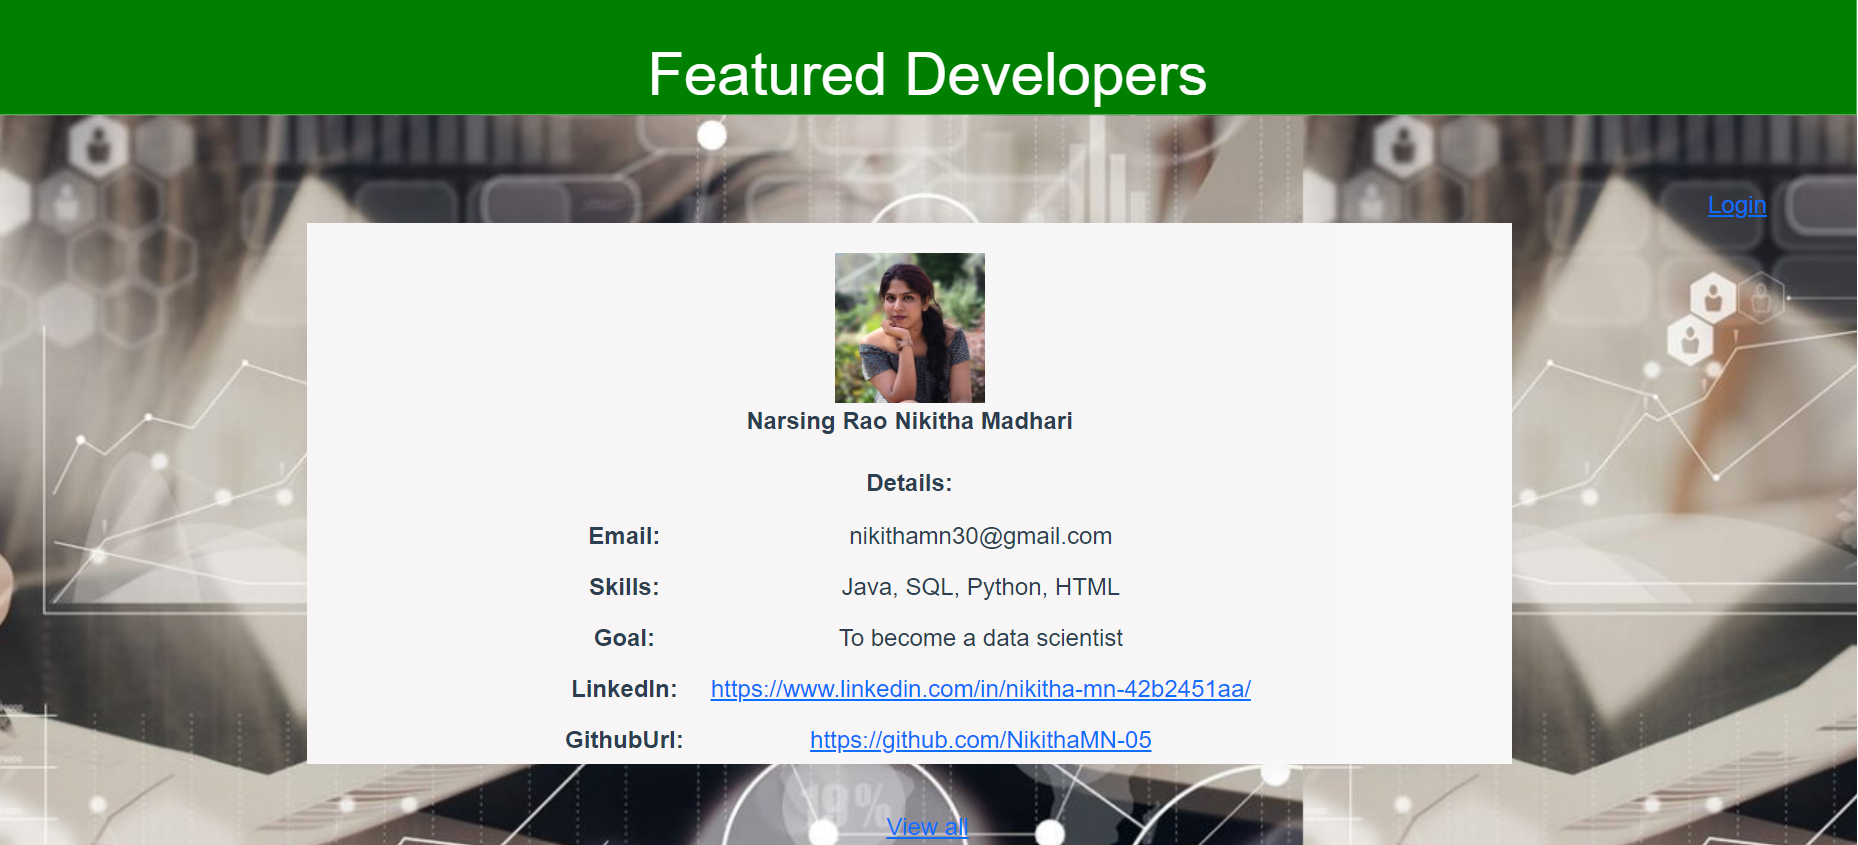 Featured Developers
Login
Narsing Rao Nikitha Madhari
Details:
Email: nikithamn30@gmail.com
Skills: Java, SQL, Python, HTML
Goal: To become a data scientist
LinkedIn: https://www.linkedin.com/in/nikitha-mn-42b2451aa/
GithubUrl: https://github.com/NikithaMN-05
19%
View all